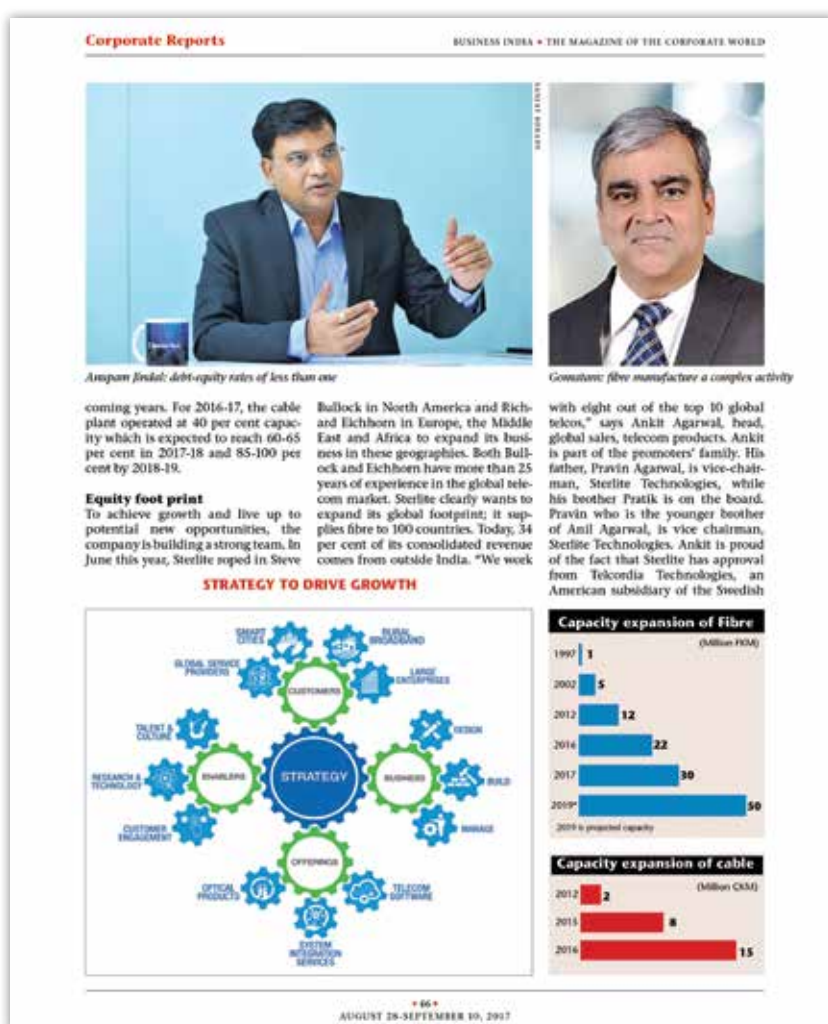 Corporate Reports
BUSINESS INDIA • THE MAGAZINE OF THE CORPORATE WORLD
SANJAY BORADE
Anupam Jindal: debt-equity rates of less than one
Gomatam: fibre manufacture a complex activity
coming years. For 2016-17, the cable
plant operated at 40 per cent capac-
ity which is expected to reach 60-65
per cent in 2017-18 and 85-100 per
cent by 2018-19.
Equity foot print
To achieve growth and live up to
potential new opportunities, the
company is building a strong team. In
June this year, Sterlite roped in Steve
Bullock in North America and Rich-
ard Eichhorn in Europe, the Middle
East and Africa to expand its busi-
ness in these geographies. Both Bull-
ock and Eichhorn have more than 25
years of experience in the global tele-
com market. Sterlite clearly wants to
expand its global footprint; it sup-
plies fibre to 100 countries. Today, 34
per cent of its consolidated revenue
comes from outside India. "We work
with eight out of the top 10 global
telcos," says Ankit Agarwal, head,
global sales, telecom products. Ankit
is part of the promoters' family. His
father, Pravin Agarwal, is vice-chair-
man, Sterlite Technologies, while
his brother Pratik is on the board.
Pravin who is the younger brother
of Anil Agarwal, is vice chairman,
Sterlite Technologies. Ankit is proud
of the fact that Sterlite has approval
from Telcordia Technologies, an
American subsidiary of the Swedish
STRATEGY TO DRIVE GROWTH
SMART
CITIES
RURAL
BROADBAND
GLOBAL SERVICE
PROVIDERS
LARGE
ENTERPRISES
CUSTOMERS
TALENT &
CULTURE
DESIGN
RESEARCH &
TECHNOLOGY
ENABLERS
STRATEGY
BUSINESS
BUILD
CUSTOMER
ENGAGEMENT
MANAGE
OFFERINGS
OPTICAL
PRODUCTS
TELECOM
SOFTWARE
SYSTEM
INTEGRATION
SERVICES
Capacity expansion of Fibre
(Million FKM)
1997 1
2002 5
2012 12
2016 22
2017 30
2019* 50
2019 is projected capacity
Capacity expansion of cable
(Million CKM)
2012 2
2015 8
2016 15
• 66 •
AUGUST 28-SEPTEMBER 10, 2017